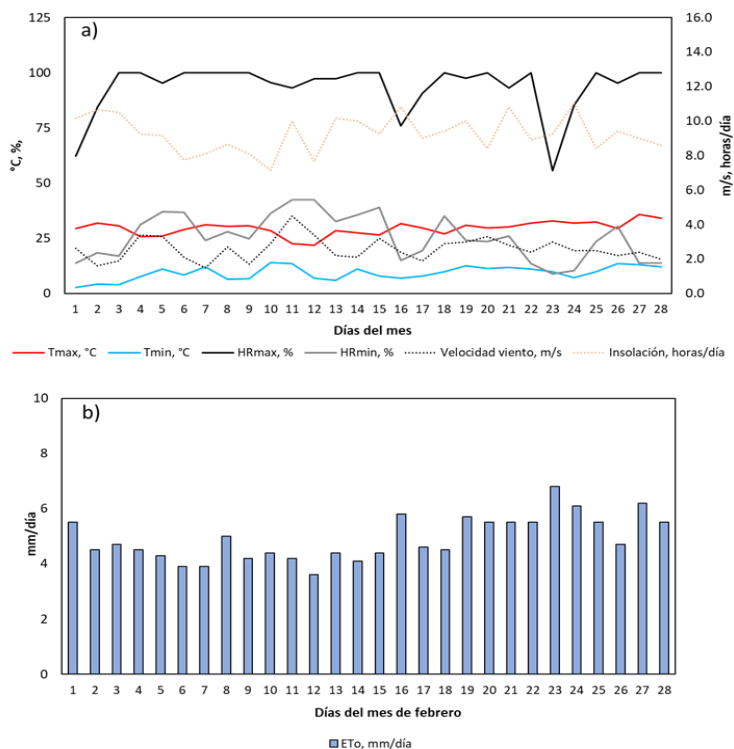 a)
125
100
75
50
25
0
°C, %,
16.0
14.0
12.0
10.0
8.0
6.0
4.0
2.0
0.0
m/s, horas/día
1 2 3 4 5 6 7 8 9 10 11 12 13 14 15 16 17 18 19 20 21 22 23 24 25 26 27 28
Días del mes
Tmax, °C Tmin, °C HRmax, % HRmin, % Velocidad viento, m/s Insolación, horas/día
b)
10
8
6
4
2
0
mm/día
1 2 3 4 5 6 7 8 9 10 11 12 13 14 15 16 17 18 19 20 21 22 23 24 25 26 27 28
Días del mes de febrero
ETo, mm/día